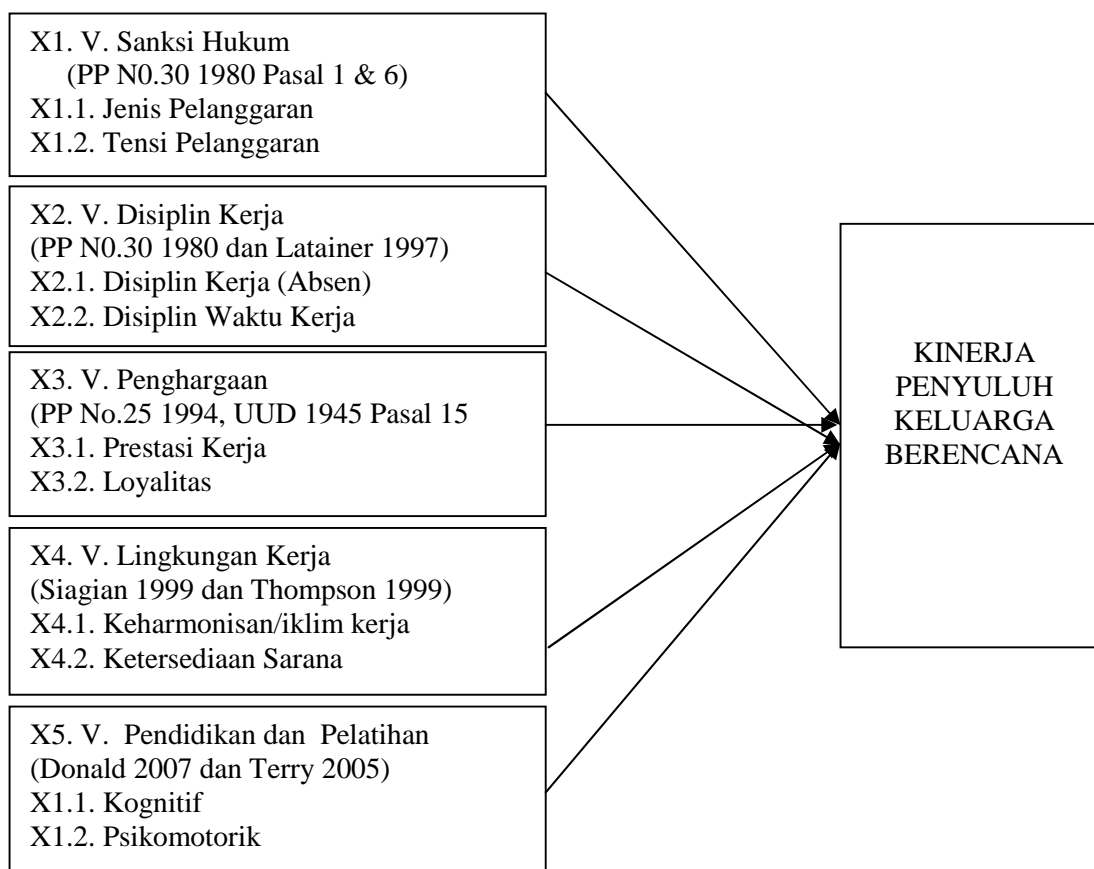 X1. V. Sanksi Hukum
(PP N0.30 1980 Pasal 1 & 6)
X1.1. Jenis Pelanggaran
X1.2. Tensi Pelanggaran
X2. V. Disiplin Kerja
(PP N0.30 1980 dan Latainer 1997)
X2.1. Disiplin Kerja (Absen)
X2.2. Disiplin Waktu Kerja
X3. V. Penghargaan
(PP No.25 1994, UUD 1945 Pasal 15
X3.1. Prestasi Kerja
X3.2. Loyalitas
X4. V. Lingkungan Kerja
(Siagian 1999 dan Thompson 1999)
X4.1. Keharmonisan/iklim kerja
X4.2. Ketersediaan Sarana
X5. V. Pendidikan dan Pelatihan
(Donald 2007 dan Terry 2005)
X1.1. Kognitif
X1.2. Psikomotorik
KINERJA
PENYULUH
KELUARGA
BERENCANA